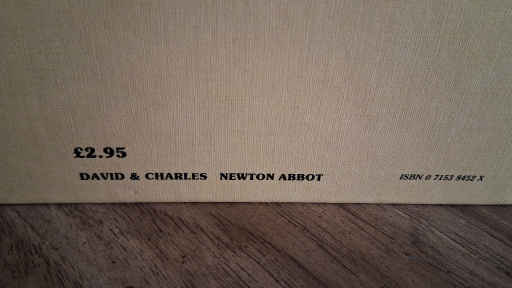 £2.95
DAVID & CHARLES NEWTON ABBOT
ISBN 0 7153 8452 X